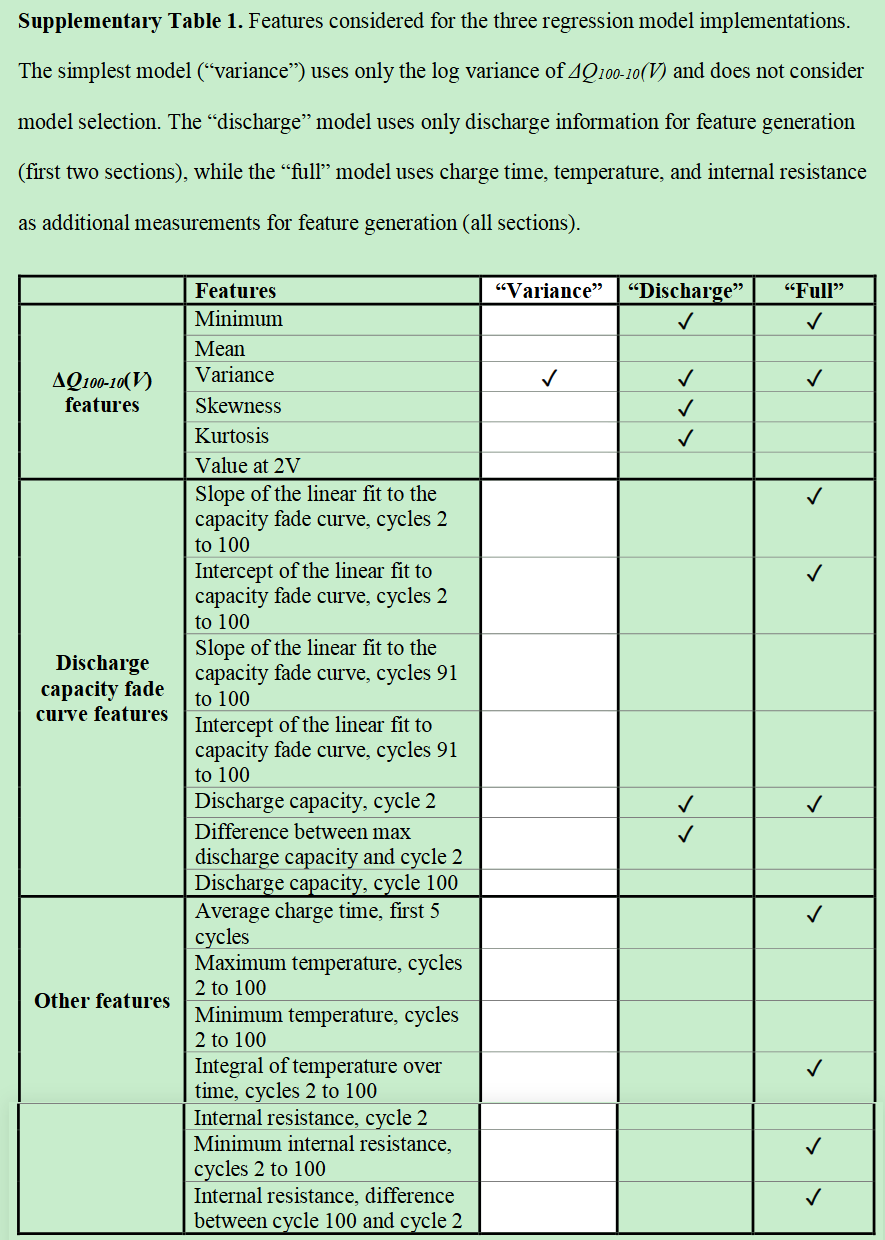 Supplementary Table 1. Features considered for the three regression model implementations.
The simplest model (“variance”) uses only the log variance of ΔQ100-10(V) and does not consider
model selection. The “discharge” model uses only discharge information for feature generation
(first two sections), while the “full” model uses charge time, temperature, and internal resistance
as additional measurements for feature generation (all sections).
Features “Variance” “Discharge” “Full”
ΔQ100-10(V)
features
Minimum ✓ ✓
Mean
Variance ✓ ✓ ✓
Skewness ✓
Kurtosis ✓
Value at 2V
Discharge
capacity fade
curve features
Slope of the linear fit to the ✓
capacity fade curve, cycles 2
to 100
Intercept of the linear fit to ✓
capacity fade curve, cycles 2
to 100
Slope of the linear fit to the
capacity fade curve, cycles 91
to 100
Intercept of the linear fit to
capacity fade curve, cycles 91
to 100
Discharge capacity, cycle 2 ✓ ✓
Difference between max ✓
discharge capacity and cycle 2
Discharge capacity, cycle 100
Other features
Average charge time, first 5 ✓
cycles
Maximum temperature, cycles
2 to 100
Minimum temperature, cycles
2 to 100
Integral of temperature over ✓
time, cycles 2 to 100
Internal resistance, cycle 2
Minimum internal resistance, ✓
cycles 2 to 100
Internal resistance, difference ✓
between cycle 100 and cycle 2